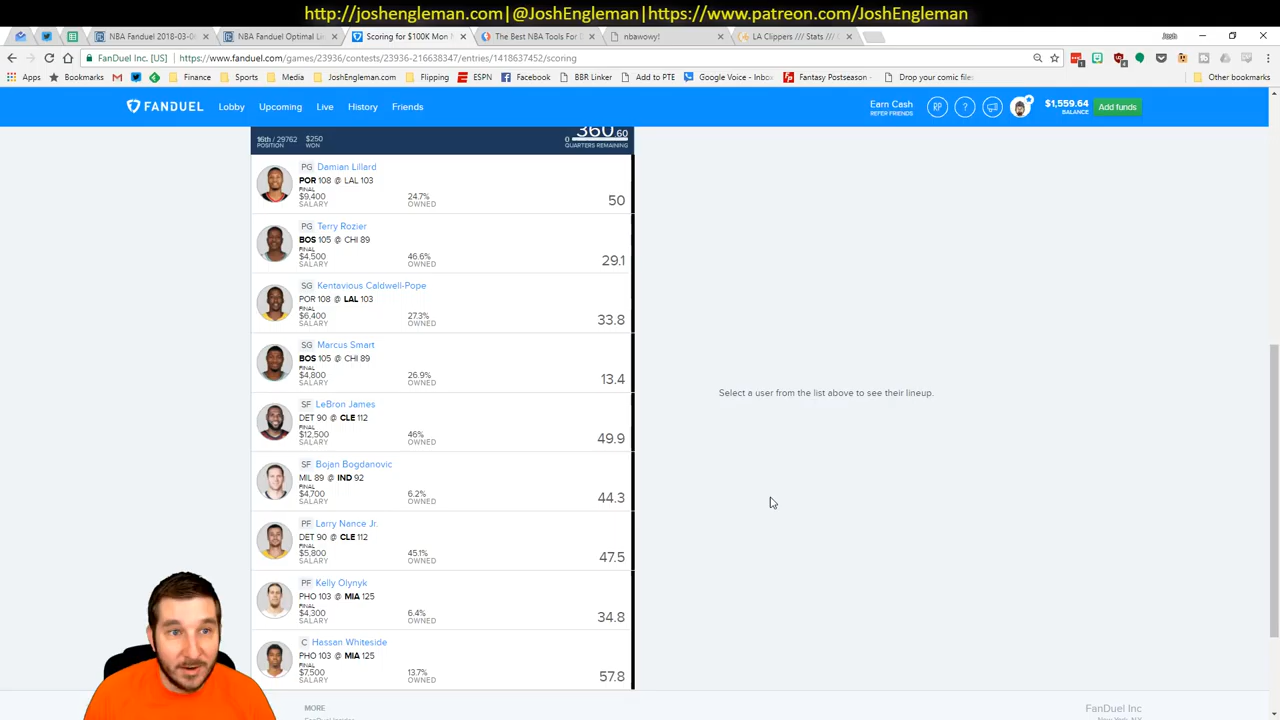 http://joshengleman.com|@JoshEngleman|https://www.patreon.com/JoshEngleman
NBA Fanduel 2018-03-0
NBA Fanduel Optimal Li
Scoring for $100K Mon N
The Best NBA Tools For D
nbawowy!
LA Clippers /// Stats ///
Josh
FanDuel Inc. [US]
https://www.fanduel.com/games/23936/contests/23936-216638347/entries/1418637452/scoring
Apps
Bookmarks
Finance
Sports
Media
JoshEngleman.com
Flipping
ESPN
Facebook
BBR Linker
Add to PTE
Google Voice - Inbox
Fantasy Postseason -
Drop your comic files
Other bookmarks
FANDUEL
Lobby
Upcoming
Live
History
Friends
Earn Cash
REFER FRIENDS
RP
?
$1,559.64
BALANCE
Add funds
16th / 29762
POSITION
$250
WON
360.60
0
QUARTERS REMAINING
PG Damian Lillard
POR 108 @ LAL 103
FINAL
$9,400
SALARY
24.7%
OWNED
50
PG Terry Rozier
BOS 105 @ CHI 89
FINAL
$4,500
SALARY
46.6%
OWNED
29.1
SG Kentavious Caldwell-Pope
POR 108 @ LAL 103
FINAL
$6,400
SALARY
27.3%
OWNED
33.8
SG Marcus Smart
BOS 105 @ CHI 89
FINAL
$4,800
SALARY
26.9%
OWNED
13.4
SF LeBron James
DET 90 @ CLE 112
FINAL
$12,500
SALARY
46%
OWNED
49.9
SF Bojan Bogdanovic
MIL 89 @ IND 92
FINAL
$4,700
SALARY
6.2%
OWNED
44.3
PF Larry Nance Jr.
DET 90 @ CLE 112
FINAL
$5,800
SALARY
45.1%
OWNED
47.5
PF Kelly Olynyk
PHO 103 @ MIA 125
FINAL
$4,300
SALARY
6.4%
OWNED
34.8
C Hassan Whiteside
PHO 103 @ MIA 125
FINAL
$7,500
SALARY
13.7%
OWNED
57.8
Select a user from the list above to see their lineup.
MORE
FanDuel Inc